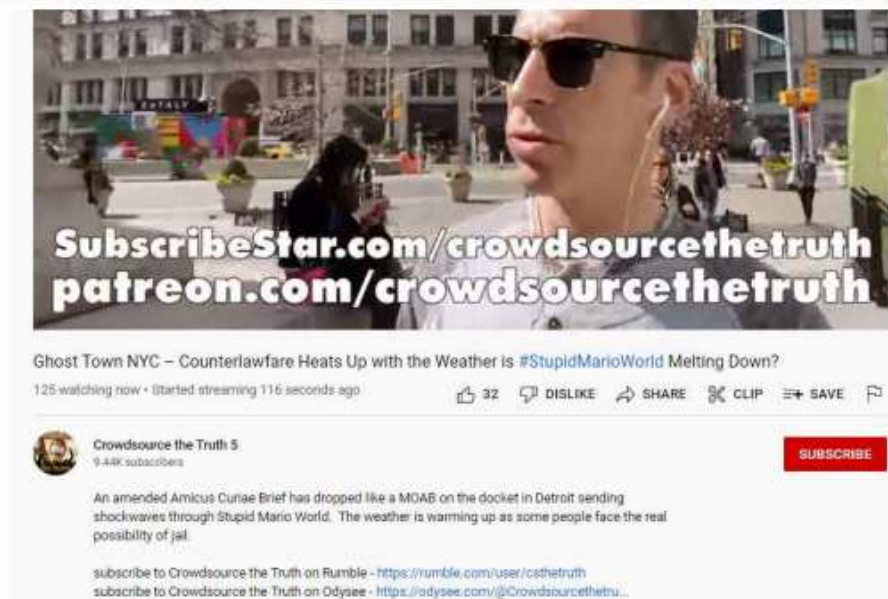 EATALY
SubscribeStar.com/crowdsourcethetruth
patreon.com/crowdsourcethetruth
Ghost Town NYC – Counterlawfare Heats Up with the Weather is #StupidMarioWorld Melting Down?
125 watching now • Started streaming 116 seconds ago
32 DISLIKE SHARE CLIP SAVE
Crowdsource the Truth 5
9.44K subscribers
SUBSCRIBE
An amended Amicus Curiae Brief has dropped like a MOAB on the docket in Detroit sending
shockwaves through Stupid Mario World. The weather is warming up as some people face the real
possibility of jail.
subscribe to Crowdsource the Truth on Rumble - https://rumble.com/user/csthetruth
subscribe to Crowdsource the Truth on Odysee - https://odysee.com/@Crowdsourcethetru...